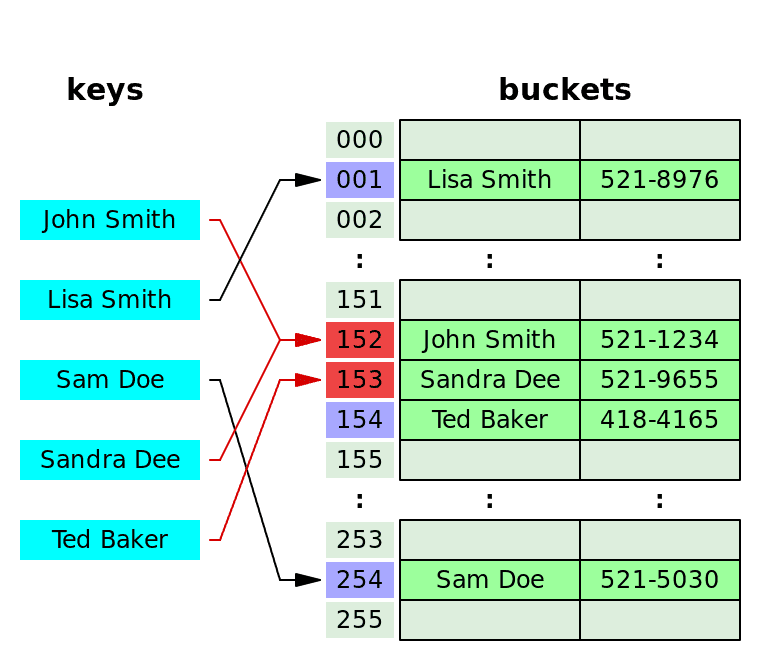 keys
buckets
000
001 Lisa Smith 521-8976
002
: : :
John Smith
Lisa Smith
Sam Doe
Sandra Dee
Ted Baker
151
152 John Smith 521-1234
153 Sandra Dee 521-9655
154 Ted Baker 418-4165
155
: : :
253
254 Sam Doe 521-5030
255